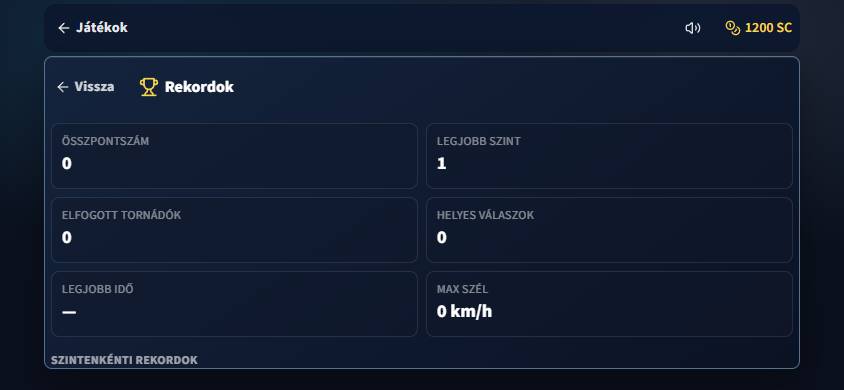 ← Játékok
1200 SC
← Vissza
Rekordok
ÖSSZPONTSZÁM
0
LEGJOBB SZINT
1
ELFOGOTT TORNÁDÓK
0
HELYES VÁLASZOK
0
LEGJOBB IDŐ
—
MAX SZÉL
0 km/h
SZINTENKÉNTI REKORDOK